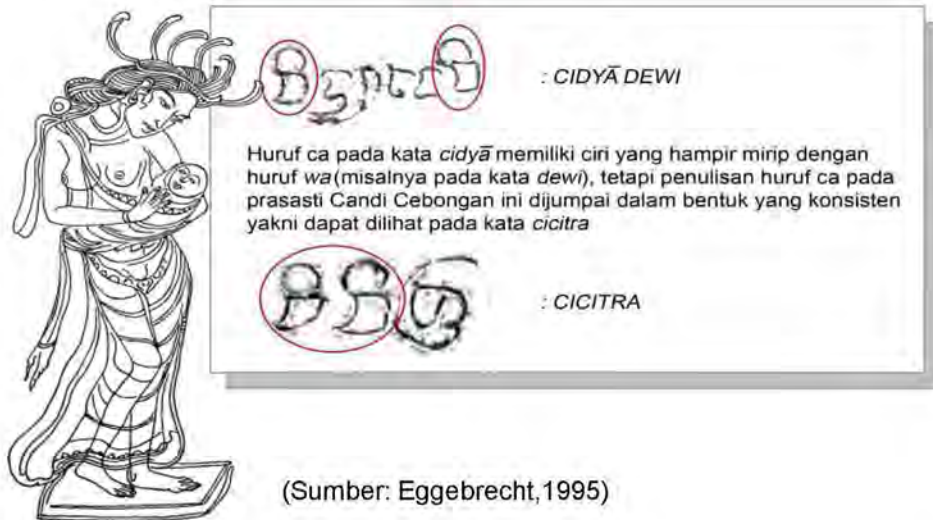 : CIDYĀ DEWI
Huruf ca pada kata cidyā memiliki ciri yang hampir mirip dengan
huruf wa(misalnya pada kata dewi), tetapi penulisan huruf ca pada
prasasti Candi Cebongan ini dijumpai dalam bentuk yang konsisten
yakni dapat dilihat pada kata cicitra
: CICITRA
(Sumber: Eggebrecht,1995)